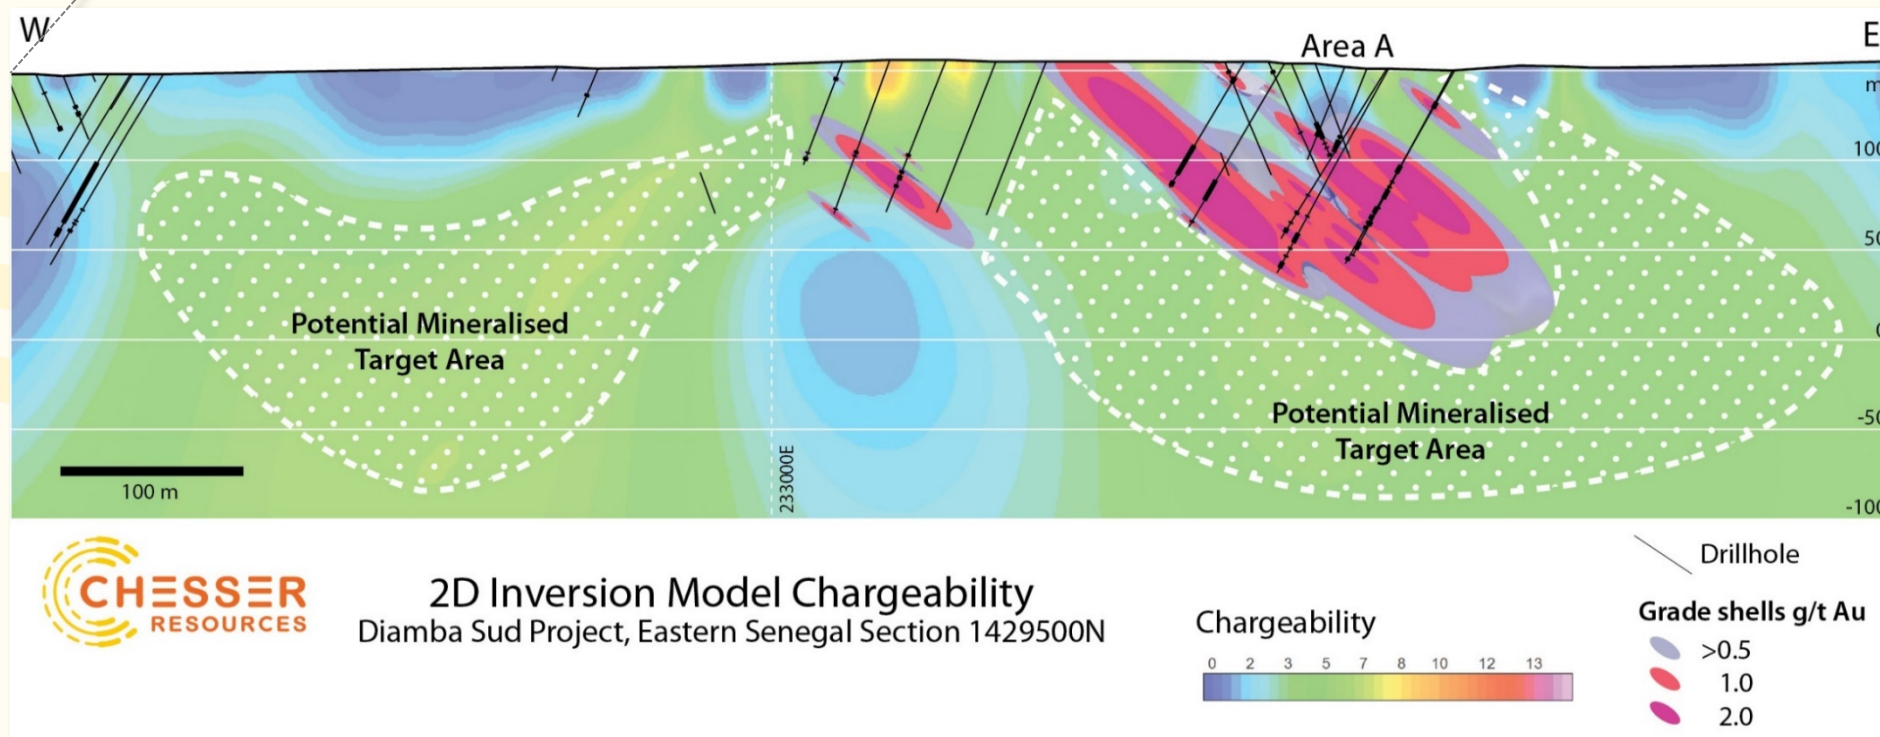 W
Area A
E
m
100
50
0
-50
-100
Potential Mineralised
Target Area
Potential Mineralised
Target Area
233000E
100 m
CHESSER
RESOURCES
2D Inversion Model Chargeability
Diamba Sud Project, Eastern Senegal Section 1429500N
Chargeability
0 2 3 5 7 8 10 12 13
Drillhole
Grade shells g/t Au
>0.5
1.0
2.0